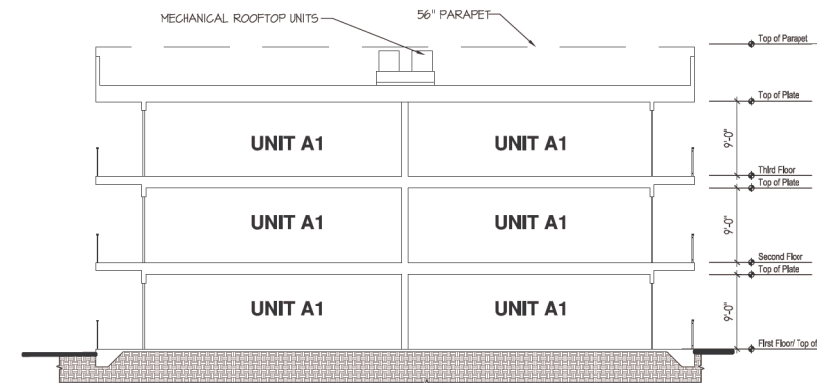 MECHANICAL ROOFTOP UNITS
56" PARAPET
Top of Parapet
Top of Plate
UNIT A1 UNIT A1
9'-0"
Third Floor
Top of Plate
UNIT A1 UNIT A1
9'-0"
Second Floor
Top of Plate
UNIT A1 UNIT A1
9'-0"
First Floor/ Top of